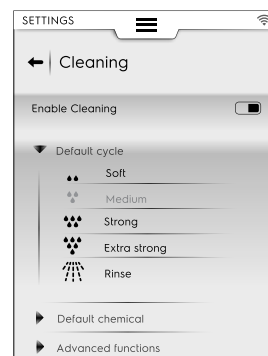 SETTINGS
Cleaning
Enable Cleaning
Default cycle
Soft
Medium
Strong
Extra strong
Rinse
Default chemical
Advanced functions